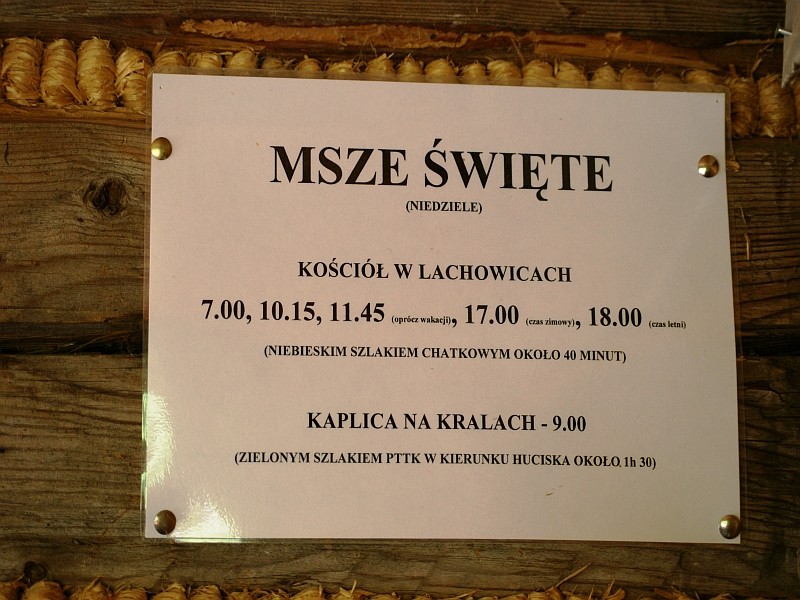 MSZE ŚWIĘTE
(NIEDZIELE)
KOŚCIÓŁ W LACHOWICACH
7.00, 10.15, 11.45 (oprócz wakacji), 17.00 (czas zimowy), 18.00 (czas letni)
(NIEBIESKIM SZLAKIEM CHATKOWYM OKOŁO 40 MINUT)
KAPLICA NA KRALACH - 9.00
(ZIELONYM SZLAKIEM PTTK W KIERUNKU HUCISKA OKOŁO 1h 30)